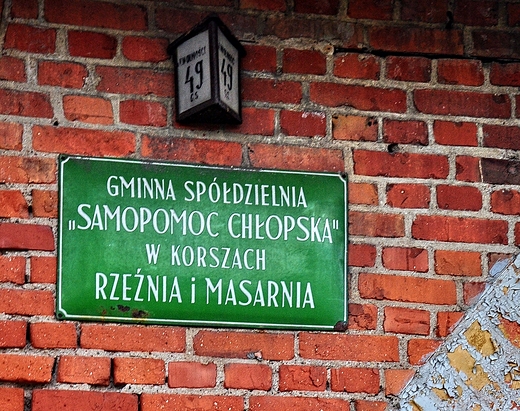 49
49
GMINNA SPÓŁDZIELNIA
„SAMOPOMOC CHŁOPSKA"
W KORSZACH
RZEŹNIA i MASARNIA